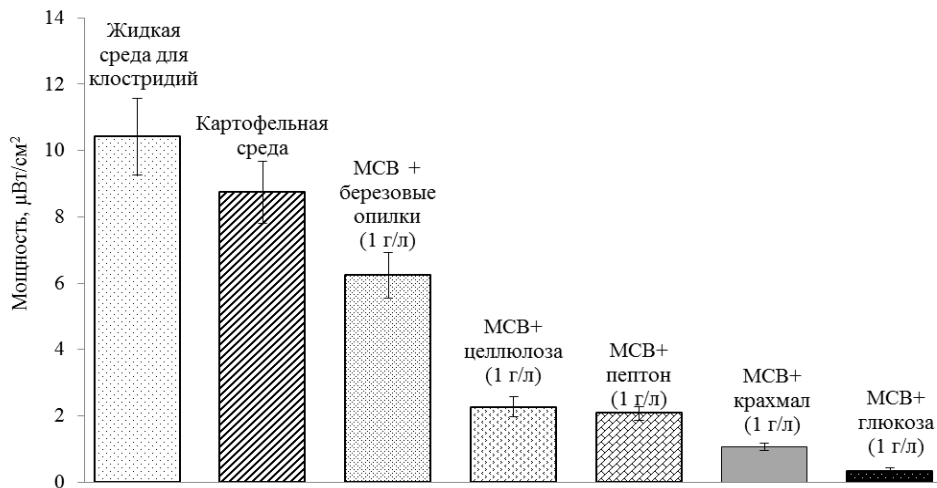 14
12
10
8
6
4
2
0
Мощность, μВт/см²
Жидкая
среда для
клостридий
Картофельная
среда
МСВ +
березовые
опилки
(1 г/л)
МСВ+
целлюлоза
(1 г/л)
МСВ+
пептон
(1 г/л)
МСВ+
крахмал
(1 г/л)
МСВ+
глюкоза
(1 г/л)